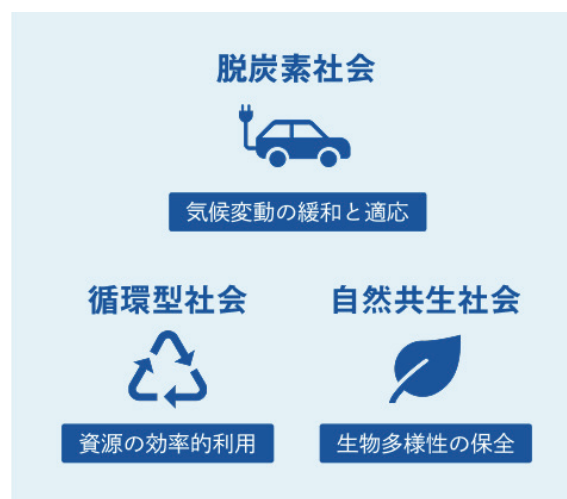 脱炭素社会
気候変動の緩和と適応
循環型社会
資源の効率的利用
自然共生社会
生物多様性の保全